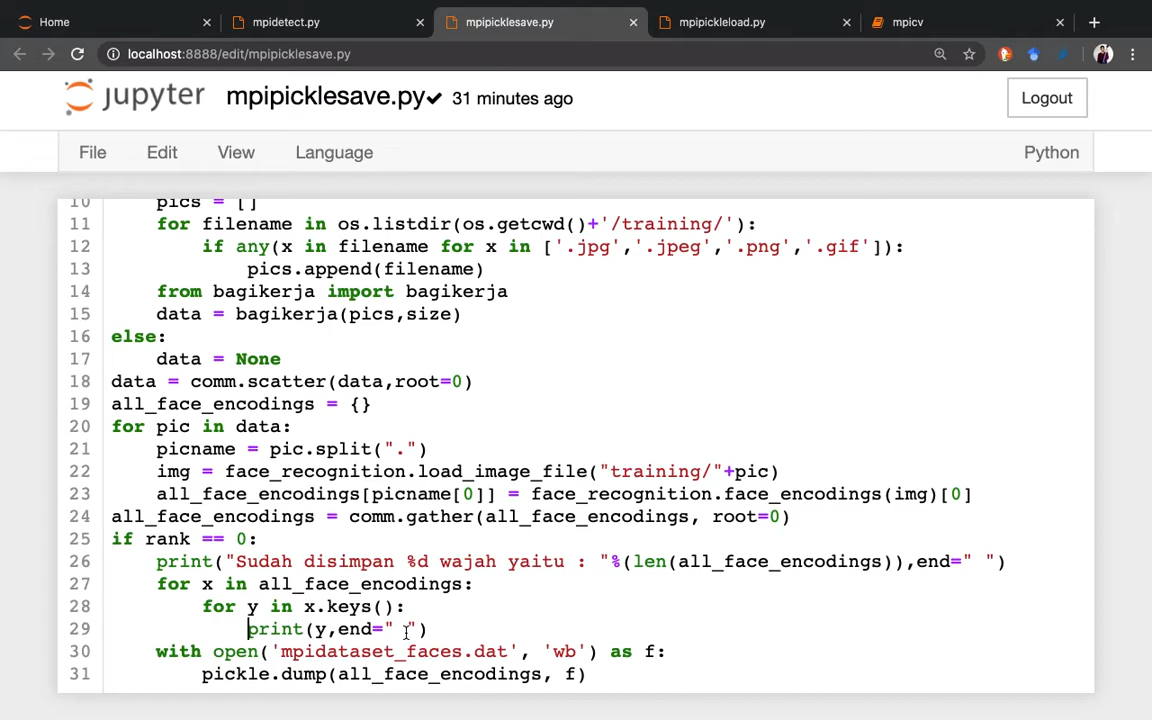 Home
mpidetect.py
mpipicklesave.py
mpipickleload.py
mpicv
localhost:8888/edit/mpipicklesave.py
jupyter mpipicklesave.py 31 minutes ago
Logout
File Edit View Language Python
10 pics = []
11 for filename in os.listdir(os.getcwd()+'/training/'):
12 if any(x in filename for x in ['.jpg','.jpeg','.png','.gif']):
13 pics.append(filename)
14 from bagikerja import bagikerja
15 data = bagikerja(pics,size)
16 else:
17 data = None
18 data = comm.scatter(data,root=0)
19 all_face_encodings = {}
20 for pic in data:
21 picname = pic.split(".")
22 img = face_recognition.load_image_file("training/"+pic)
23 all_face_encodings[picname[0]] = face_recognition.face_encodings(img)[0]
24 all_face_encodings = comm.gather(all_face_encodings, root=0)
25 if rank == 0:
26 print("Sudah disimpan %d wajah yaitu : "%(len(all_face_encodings)),end=" ")
27 for x in all_face_encodings:
28 for y in x.keys():
29 print(y,end=" ")
30 with open('mpidataset_faces.dat', 'wb') as f:
31 pickle.dump(all_face_encodings, f)